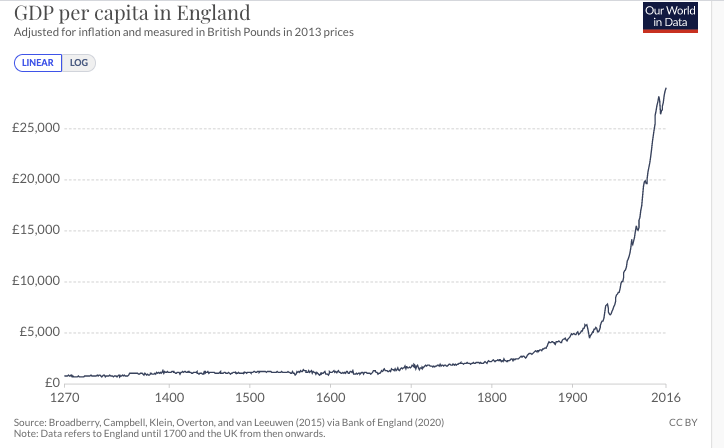 GDP per capita in England
Adjusted for inflation and measured in British Pounds in 2013 prices
Our World
in Data
LINEAR LOG
£25,000
£20,000
£15,000
£10,000
£5,000
£0
1270 1400 1500 1600 1700 1800 1900 2016
Source: Broadberry, Campbell, Klein, Overton, and van Leeuwen (2015) via Bank of England (2020)
CC BY
Note: Data refers to England until 1700 and the UK from then onwards.